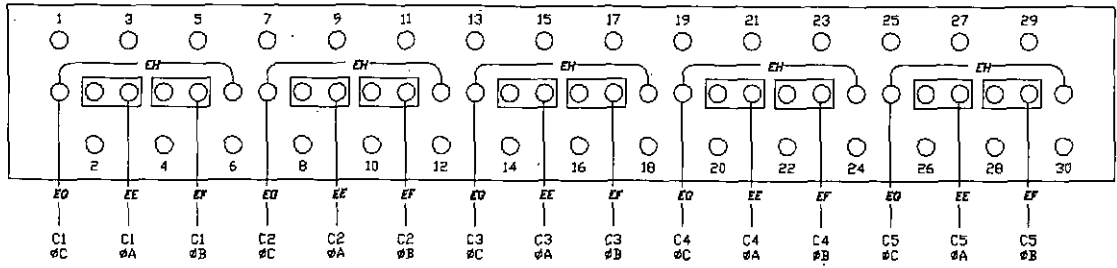 1 3 5 7 9 11 13 15 17 19 21 23 25 27 29
EH EH EH EH EH
2 4 6 8 10 12 14 16 18 20 22 24 26 28 30
EQ EE EF EQ EE EF EQ EE EF EQ EE EF EQ EE EF
C1 C1 C1 C2 C2 C2 C3 C3 C3 C4 C4 C4 C5 C5 C5
øC øA øB øC øA øB øC øA øB øC øA øB øC øA øB